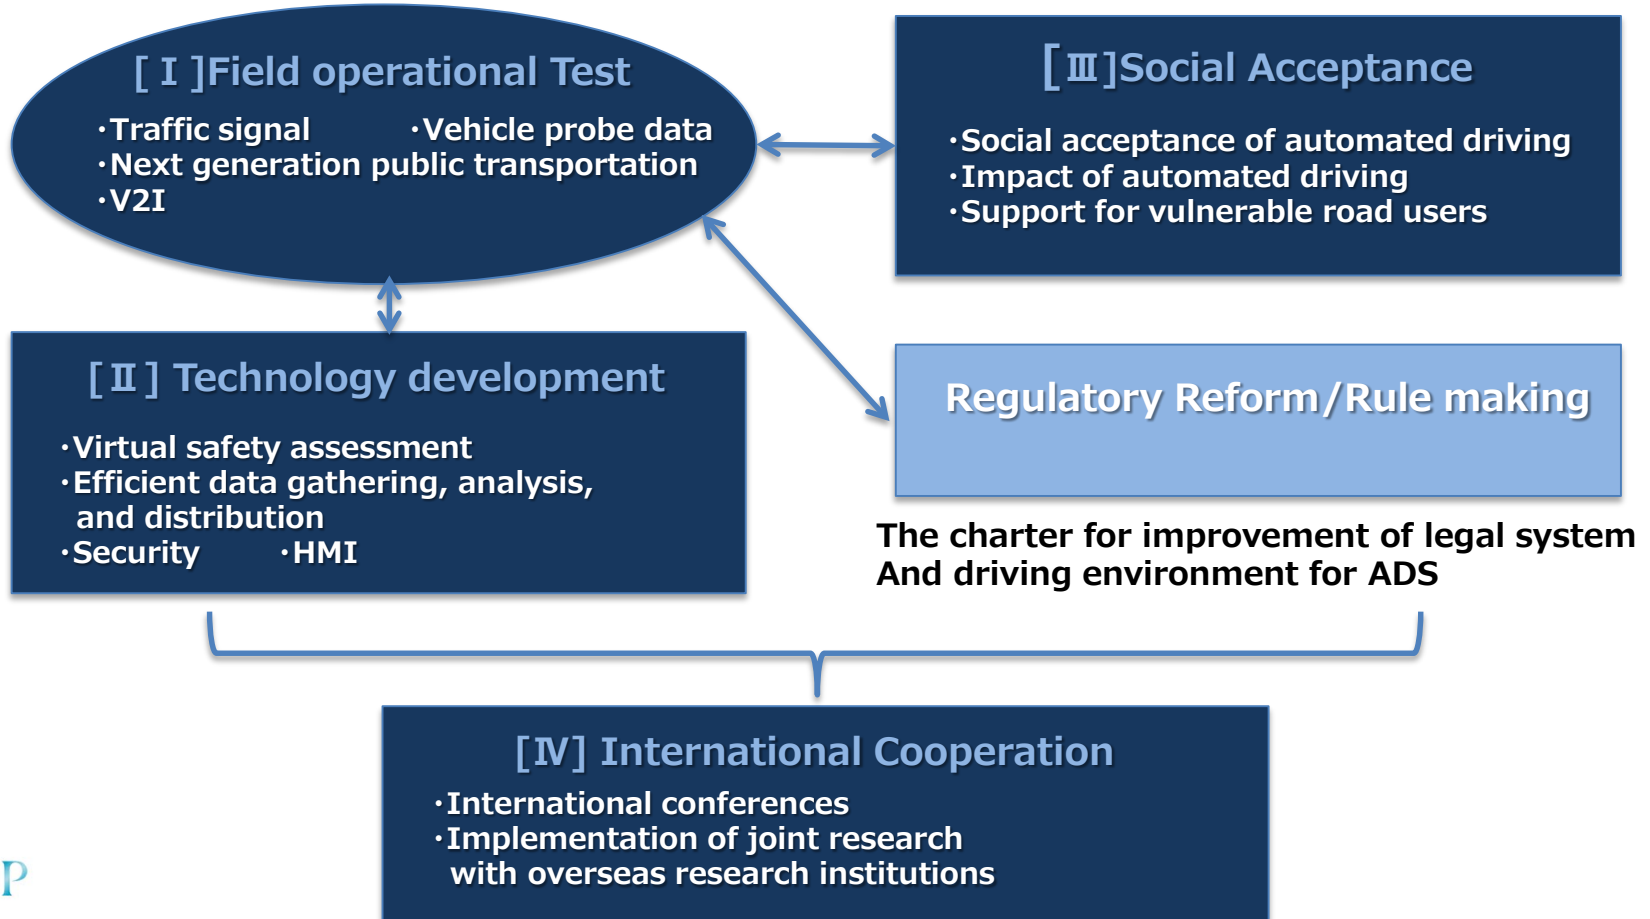 [Ⅰ]Field operational Test
・Traffic signal ・Vehicle probe data
・Next generation public transportation
・V2I
[Ⅲ]Social Acceptance
・Social acceptance of automated driving
・Impact of automated driving
・Support for vulnerable road users
[Ⅱ] Technology development
・Virtual safety assessment
・Efficient data gathering, analysis,
and distribution
・Security ・HMI
Regulatory Reform/Rule making
The charter for improvement of legal system
And driving environment for ADS
[Ⅳ] International Cooperation
・International conferences
・Implementation of joint research
with overseas research institutions
P